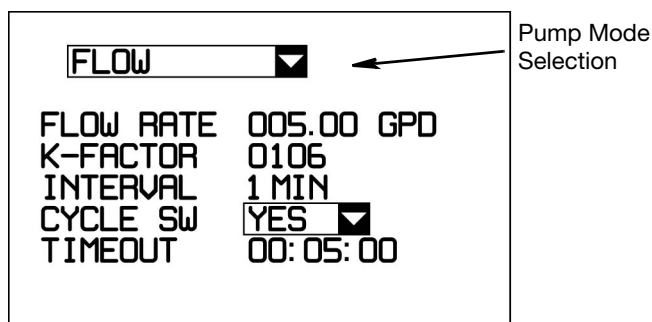 FLOW
Pump Mode
Selection
FLOW RATE 005.00 GPD
K-FACTOR 0106
INTERVAL 1 MIN
CYCLE SW YES
TIMEOUT 00:05:00